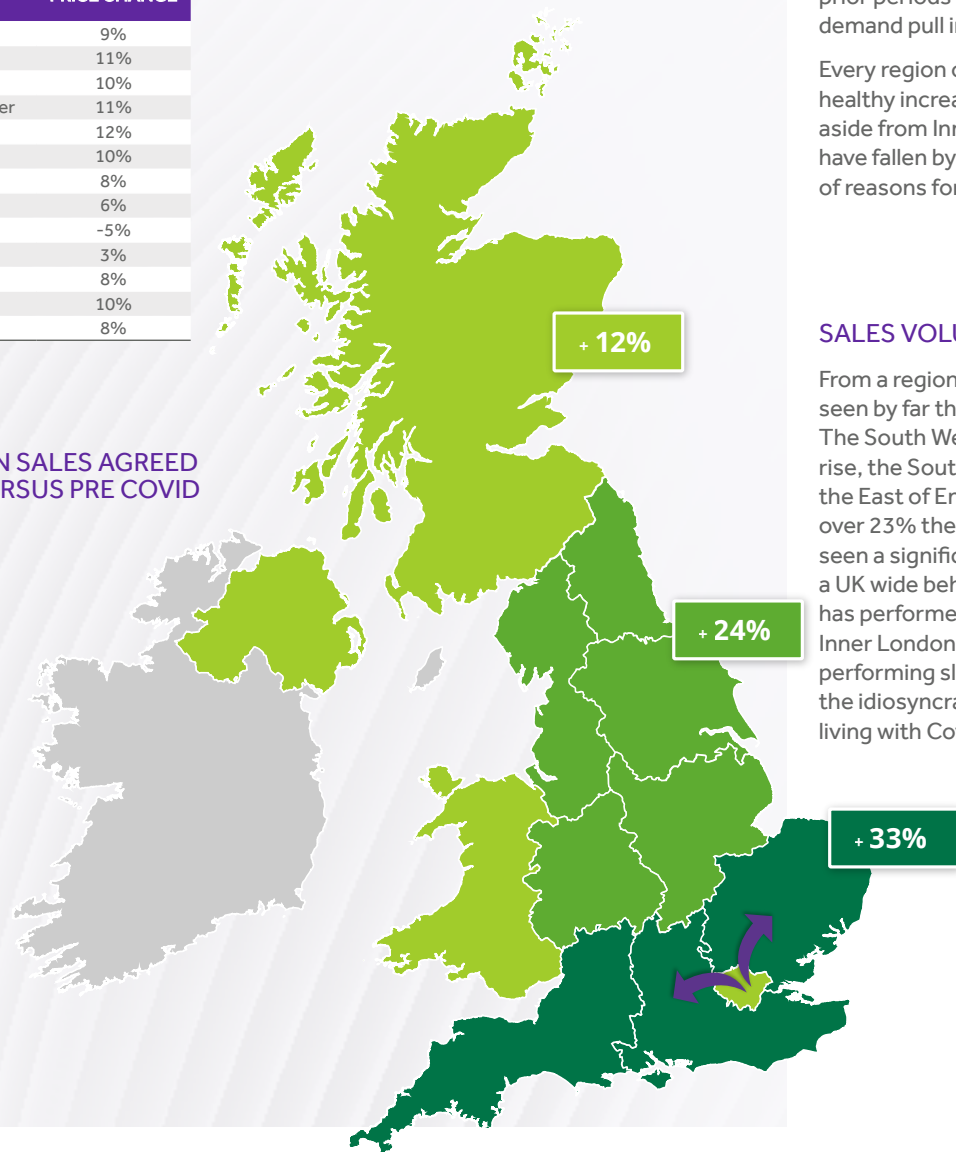 PRICE CHANGE
9%
11%
10%
er 11%
12%
10%
8%
6%
-5%
3%
8%
10%
8%
N SALES AGREED
RSUS PRE COVID
+ 12%
+ 24%
+ 33%
prior periods
demand pull i
Every region
healthy increa
aside from Inn
have fallen by
of reasons for
SALES VOLU
From a region
seen by far th
The South We
rise, the Sout
the East of En
over 23% the
seen a signific
a UK wide beh
has performe
Inner London
performing sl
the idiosyncra
living with Co